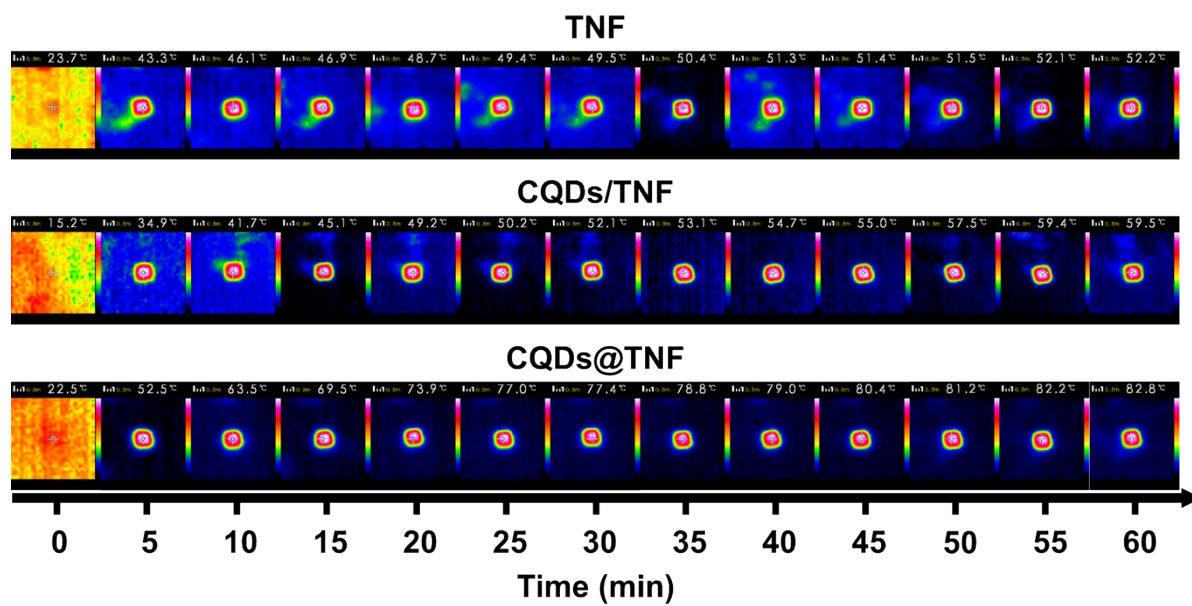 TNF
0.8m 23.7℃ 43.3℃ 46.1℃ 46.9℃ 48.7℃ 49.4℃ 49.5℃ 50.4℃ 51.3℃ 51.4℃ 51.5℃ 52.1℃ 52.2℃
CQDs/TNF
15.2℃ 34.9℃ 41.7℃ 45.1℃ 49.2℃ 50.2℃ 52.1℃ 53.1℃ 54.7℃ 55.0℃ 57.5℃ 59.4℃ 59.5℃
CQDs@TNF
22.5℃ 52.5℃ 63.5℃ 69.5℃ 73.9℃ 77.0℃ 77.4℃ 78.8℃ 79.0℃ 80.4℃ 81.2℃ 82.2℃ 82.8℃
0 5 10 15 20 25 30 35 40 45 50 55 60
Time (min)